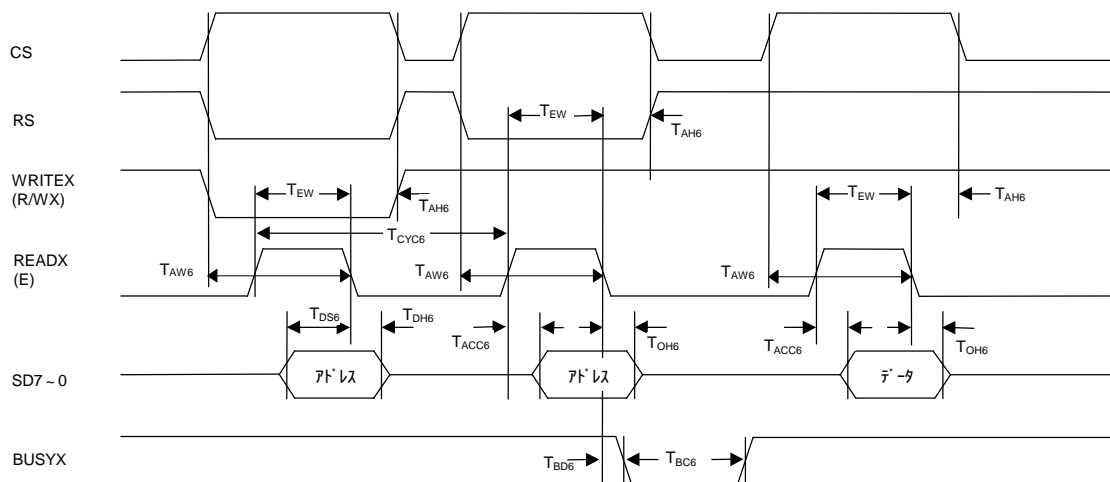 CS
RS
TEW
TAH6
WRITEX
(R/WX)
TEW
TAH6
TEW
TAH6
TCYC6
READX
(E)
TAW6
TAW6
TAW6
TDS6
TDH6
TACC6
TOH6
TACC6
TOH6
SD7~0
ｱﾄﾞﾚｽ
ｱﾄﾞﾚｽ
ﾃﾞｰﾀ
BUSYX
TBD6
TBC6